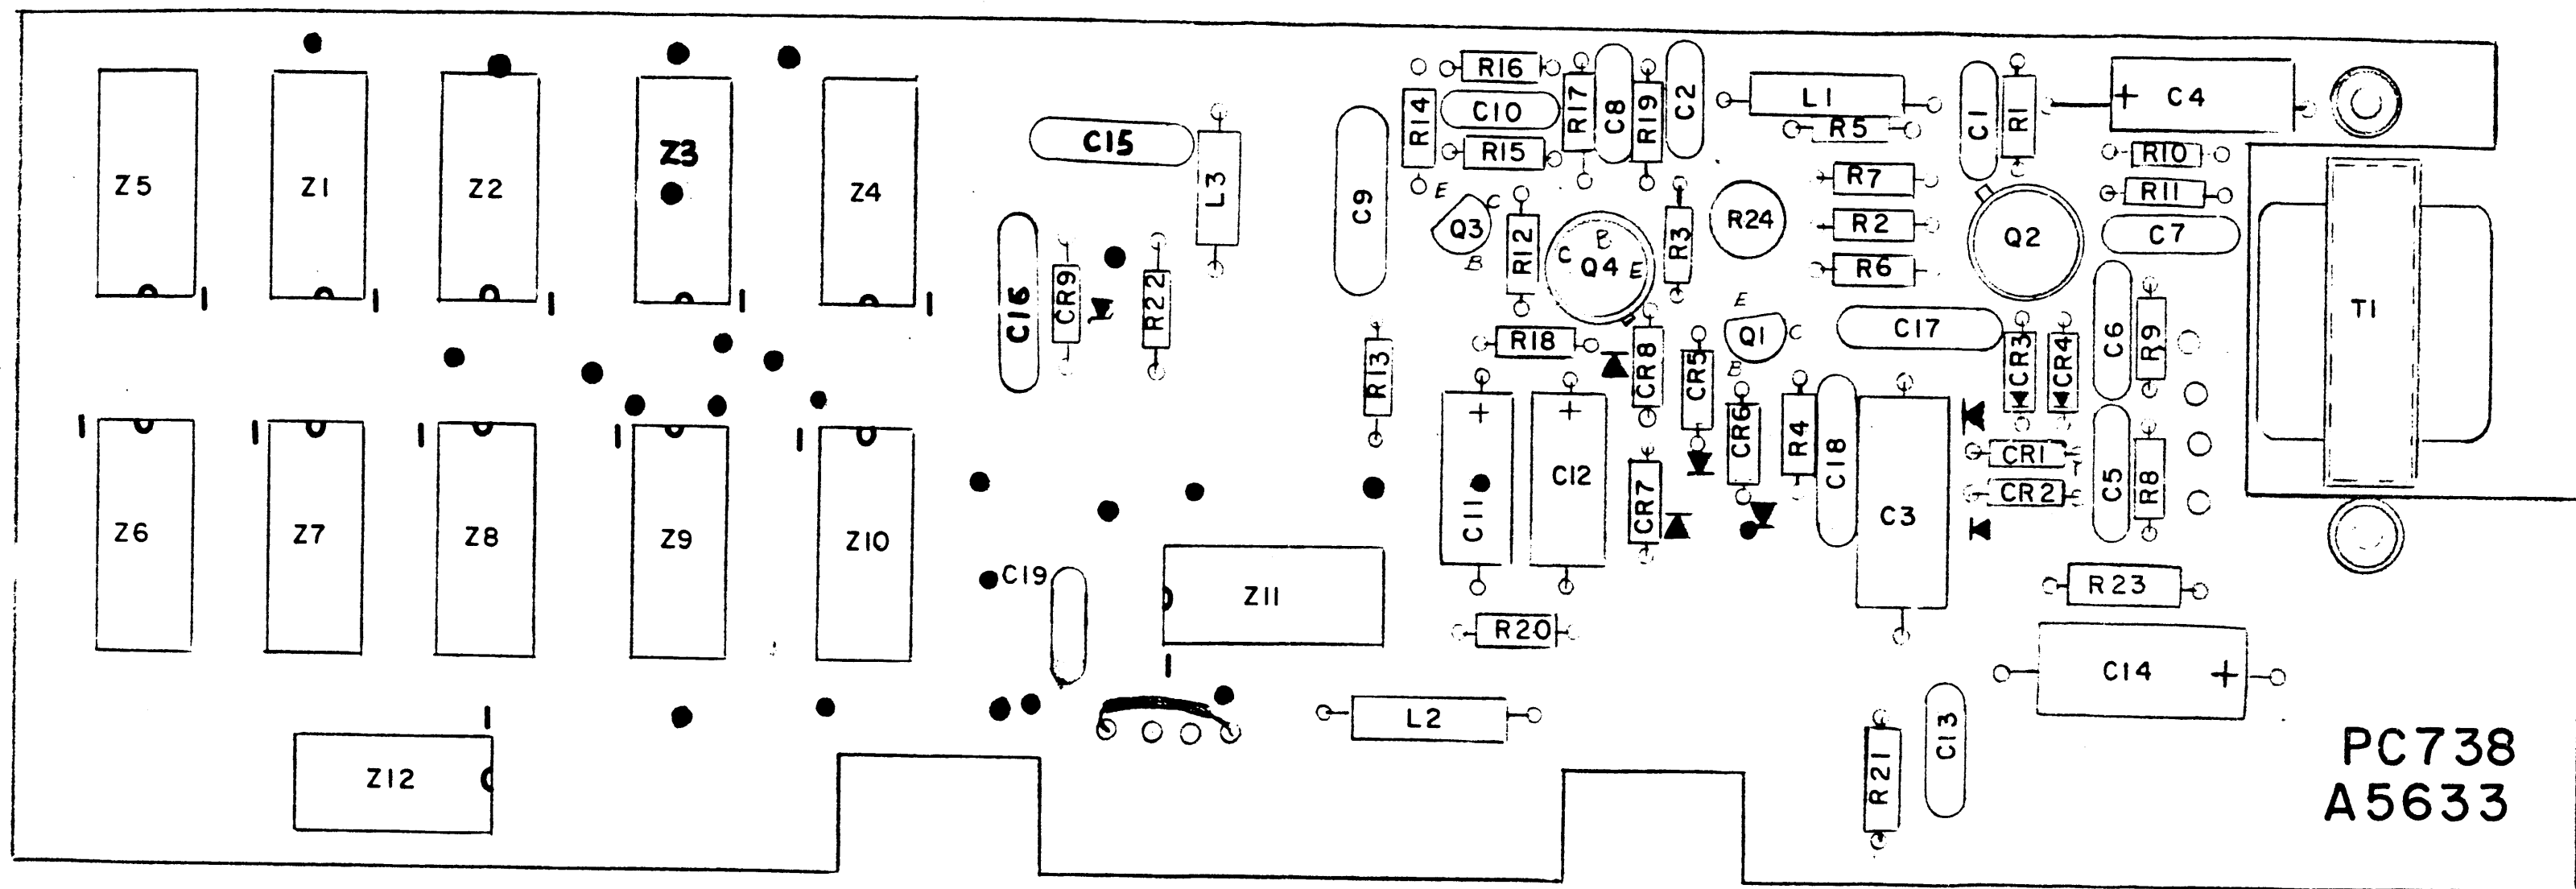 R16
C10
R15
R14
R17
C8
R19
C2
L1
R5
C1
R1
+ C4
R10
R11
C7
Z5
Z1
Z2
Z3
Z4
C15
L3
C9
E
C
Q3
B
R12
B
C
Q4
E
R3
R24
R7
R2
R6
Q2
T1
C16
CR9
R22
R13
R18
CR8
CR5
E
Q1
C
B
C17
CR3
CR4
C6
R9
CR6
R4
C18
CR1
CR2
C5
R8
Z6
Z7
Z8
Z9
Z10
+
C11
+
C12
CR7
C3
C19
Z11
R20
R23
C14 +
L2
R21
C13
Z12
PC738
A5633
1
1
1
1
1
1
1
1
1
1
1
1